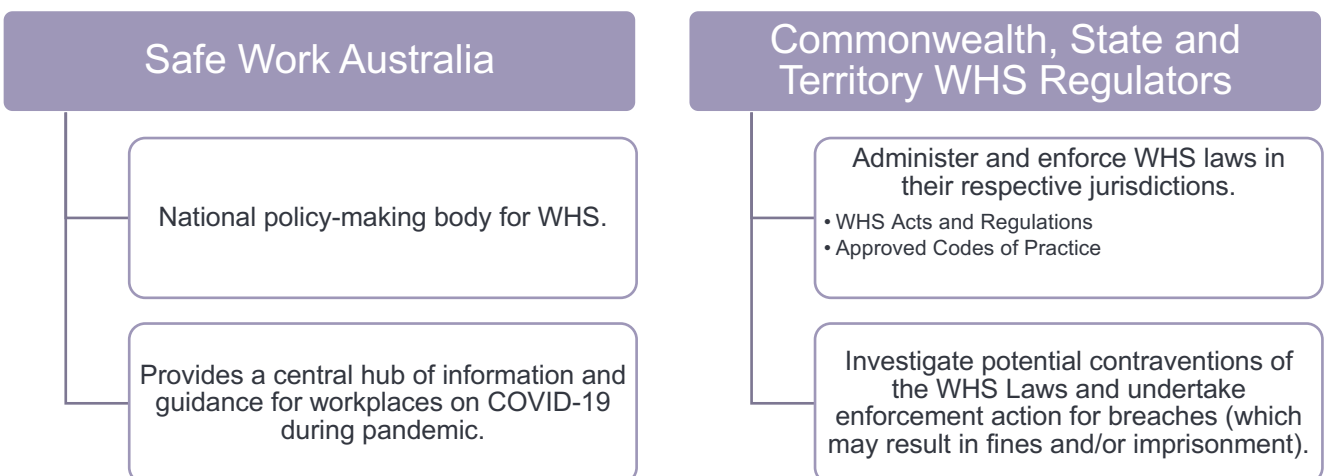 Safe Work Australia
National policy-making body for WHS.
Provides a central hub of information and
guidance for workplaces on COVID-19
during pandemic.
Commonwealth, State and
Territory WHS Regulators
Administer and enforce WHS laws in
their respective jurisdictions.
• WHS Acts and Regulations
• Approved Codes of Practice
Investigate potential contraventions of
the WHS Laws and undertake
enforcement action for breaches (which
may result in fines and/or imprisonment).